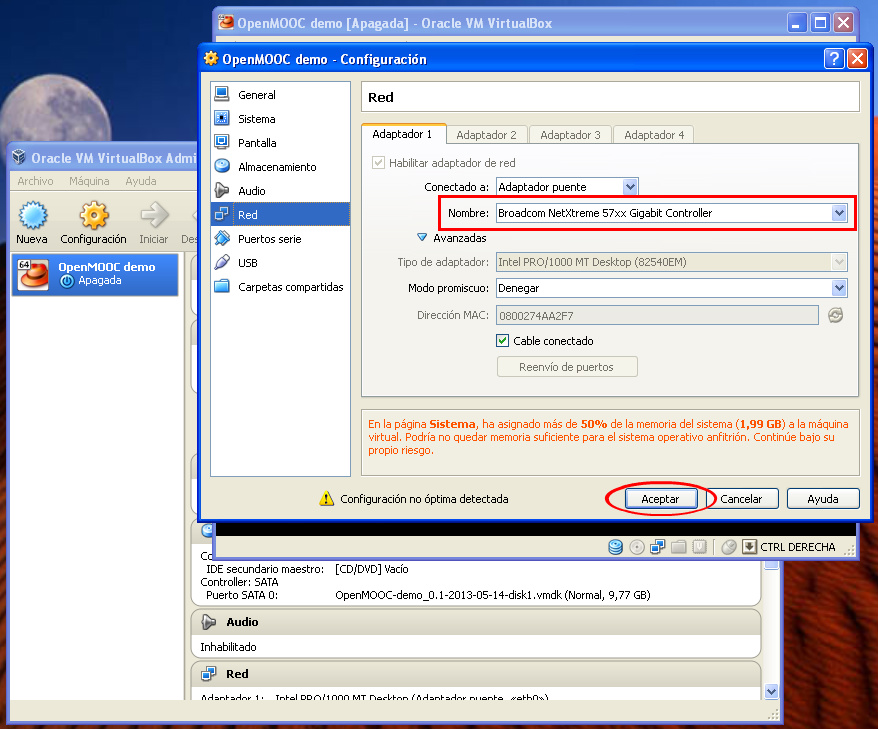 OpenMOOC demo [Apagada] - Oracle VM VirtualBox
OpenMOOC demo - Configuración
General
Sistema
Pantalla
Almacenamiento
Audio
Red
Puertos serie
USB
Carpetas compartidas
Red
Adaptador 1
Adaptador 2
Adaptador 3
Adaptador 4
Habilitar adaptador de red
Conectado a: Adaptador puente
Nombre: Broadcom NetXtreme 57xx Gigabit Controller
Avanzadas
Tipo de adaptador: Intel PRO/1000 MT Desktop (82540EM)
Modo promiscuo: Denegar
Dirección MAC: 0800274AA2F7
Cable conectado
Reenvío de puertos
En la página Sistema, ha asignado más de 50% de la memoria del sistema (1,99 GB) a la máquina
virtual. Podría no quedar memoria suficiente para el sistema operativo anfitrión. Continúe bajo su
propio riesgo.
Configuración no óptima detectada
Aceptar
Cancelar
Ayuda
Oracle VM VirtualBox Admi
Archivo Máquina Ayuda
Nueva Configuración Iniciar Des
64
OpenMOOC demo
Apagada
CTRL DERECHA
Co
IDE secundario maestro: [CD/DVD] Vacío
Controller: SATA
Puerto SATA 0: OpenMOOC-demo_0.1-2013-05-14-disk1.vmdk (Normal, 9,77 GB)
Audio
Inhabilitado
Red
Adaptador 1: Intel PRO/1000 MT Desktop (Adaptador puente, «eth0»)